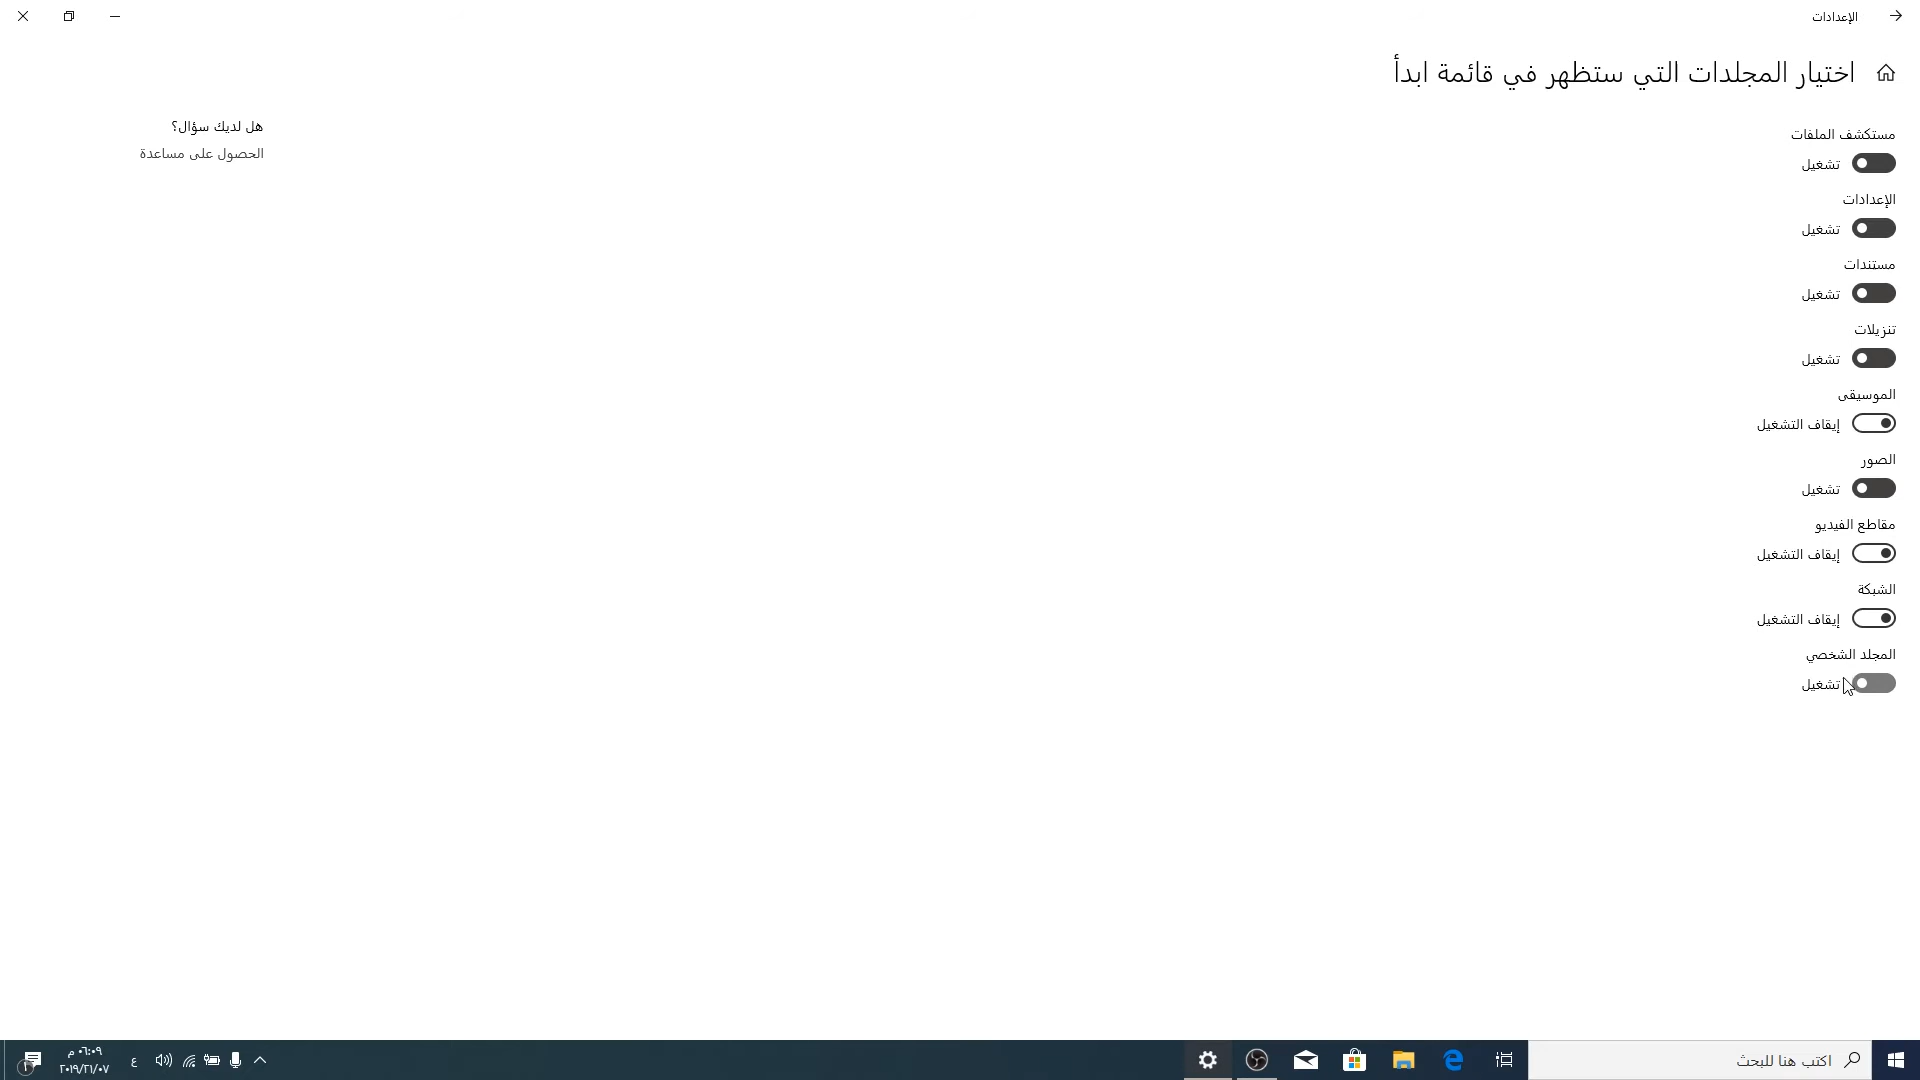 الإعدادات
اختيار المجلدات التي ستظهر في قائمة ابدأ
مستكشف الملفات
تشغيل
الإعدادات
تشغيل
مستندات
تشغيل
تنزيلات
تشغيل
الموسيقى
إيقاف التشغيل
الصور
تشغيل
مقاطع الفيديو
إيقاف التشغيل
الشبكة
إيقاف التشغيل
المجلد الشخصي
تشغيل
هل لديك سؤال؟
الحصول على مساعدة
اكتب هنا للبحث
ع
٠٦:٠٩ م
٢٠١٩/٢١/٠٧
١